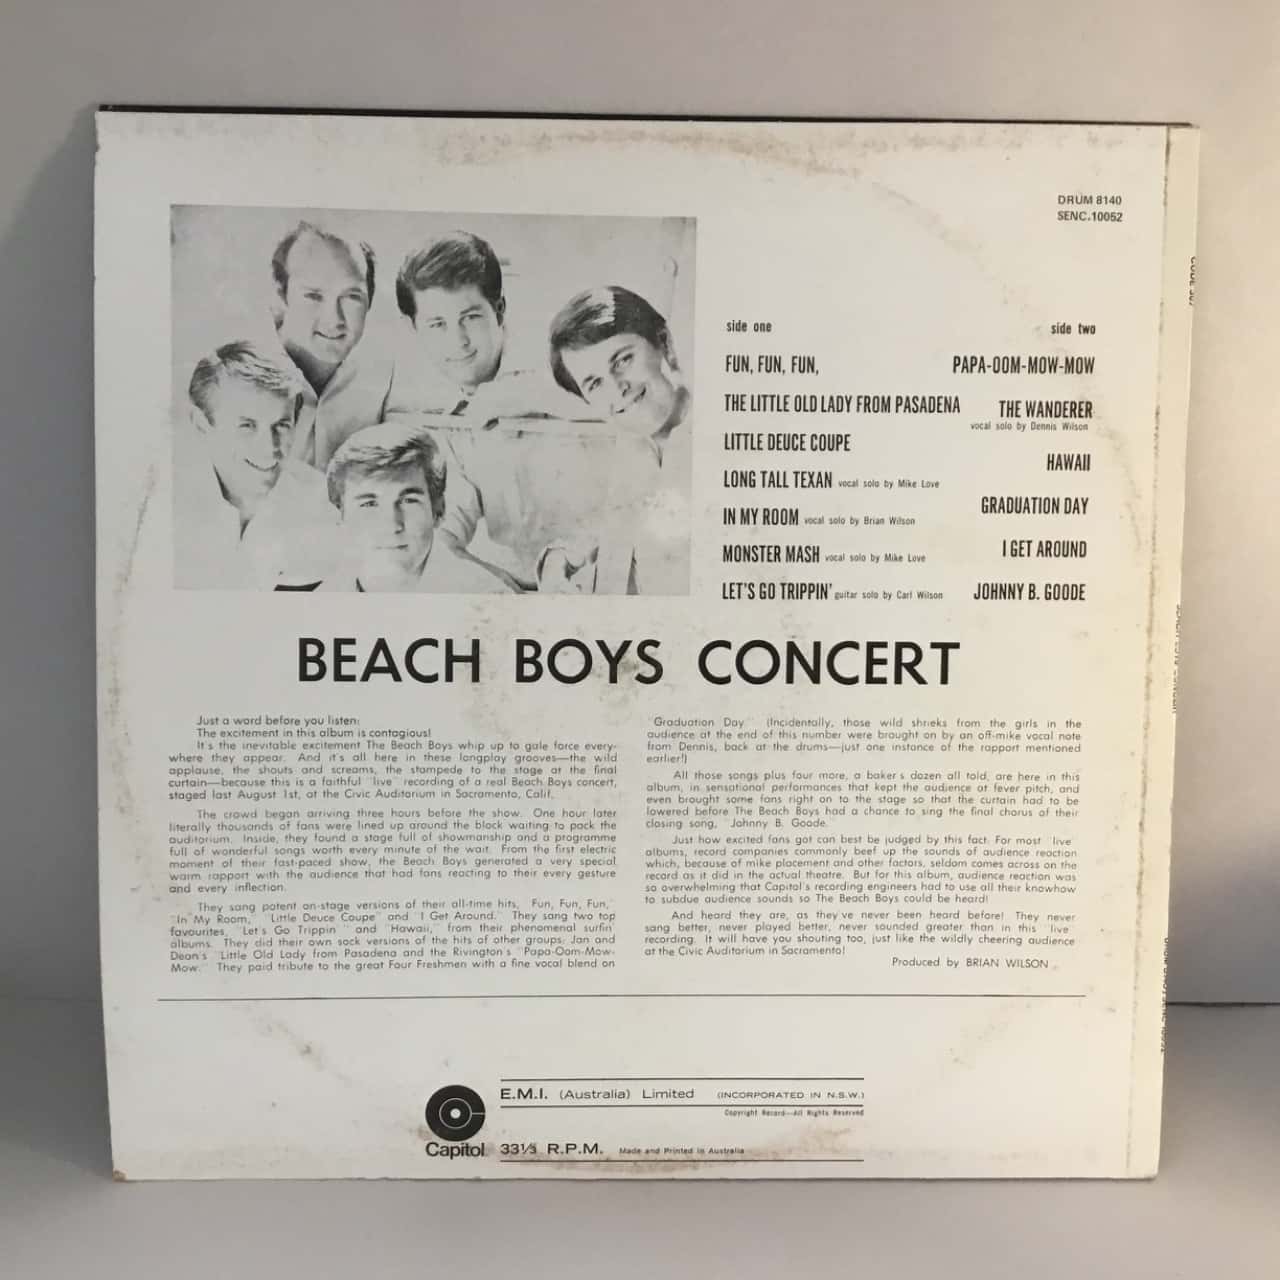 DRUM 8140
SENC.10052
side one
FUN, FUN, FUN,
THE LITTLE OLD LADY FROM PASADENA
LITTLE DEUCE COUPE
LONG TALL TEXAN vocal solo by Mike Love
IN MY ROOM vocal solo by Brian Wilson
MONSTER MASH vocal solo by Mike Love
LET'S GO TRIPPIN' guitar solo by Carl Wilson
side two
PAPA-OOM-MOW-MOW
THE WANDERER
vocal solo by Dennis Wilson
HAWAII
GRADUATION DAY
I GET AROUND
JOHNNY B. GOODE
BEACH BOYS CONCERT
Just a word before you listen:
The excitement in this album is contagious!
It's the inevitable excitement The Beach Boys whip up to gale force every-
where they appear. And it's all here in these longplay grooves—the wild
applause, the shouts and screams, the stampede to the stage at the final
curtain—because this is a faithful "live" recording of a real Beach Boys concert,
staged last August 1st, at the Civic Auditorium in Sacramento, Calif.
The crowd began arriving three hours before the show. One hour later
literally thousands of fans were lined up around the block waiting to pack the
auditorium. Inside, they found a stage full of showmanship and a programme
full of wonderful songs worth every minute of the wait. From the first electric
moment of their fast-paced show, the Beach Boys generated a very special
warm rapport with the audience that had fans reacting to their every gesture
and every inflection.
They sang potent on-stage versions of their all-time hits, "Fun, Fun, Fun,"
"In My Room," "Little Deuce Coupe" and "I Get Around." They sang two top
favourites, "Let's Go Trippin'" and "Hawaii," from their phenomenal surfin'
albums. They did their own sock versions of the hits of other groups: Jan and
Dean's "Little Old Lady from Pasadena and the Rivington's "Papa-Oom-Mow-
Mow." They paid tribute to the great Four Freshmen with a fine vocal blend on
"Graduation Day." (Incidentally, those wild shrieks from the girls in the
audience at the end of this number were brought on by an off-mike vocal note
from Dennis, back at the drums—just one instance of the rapport mentioned
earlier!)
All those songs plus four more, a baker's dozen all told, are here in this
album, in sensational performances that kept the audience at fever pitch, and
even brought some fans right on to the stage so that the curtain had to be
lowered before The Beach Boys had a chance to sing the final chorus of their
closing song, "Johnny B. Goode."
Just how excited fans got can best be judged by this fact: For most "live"
albums, record companies commonly beef up the sounds of audience reaction
which, because of mike placement and other factors, seldom comes across on the
record as it did in the actual theatre. But for this album, audience reaction was
so overwhelming that Capitol's recording engineers had to use all their knowhow
to subdue audience sounds so The Beach Boys could be heard!
And heard they are, as they've never been heard before! They never
sang better, never played better, never sounded greater than in this "live"
recording. It will have you shouting too, just like the wildly cheering audience
at the Civic Auditorium in Sacramento!
Produced by BRIAN WILSON
Capitol
E.M.I. (Australia) Limited (INCORPORATED IN N.S.W.)
Copyright Record—All Rights Reserved
33⅓ R.P.M. Made and Printed in Australia